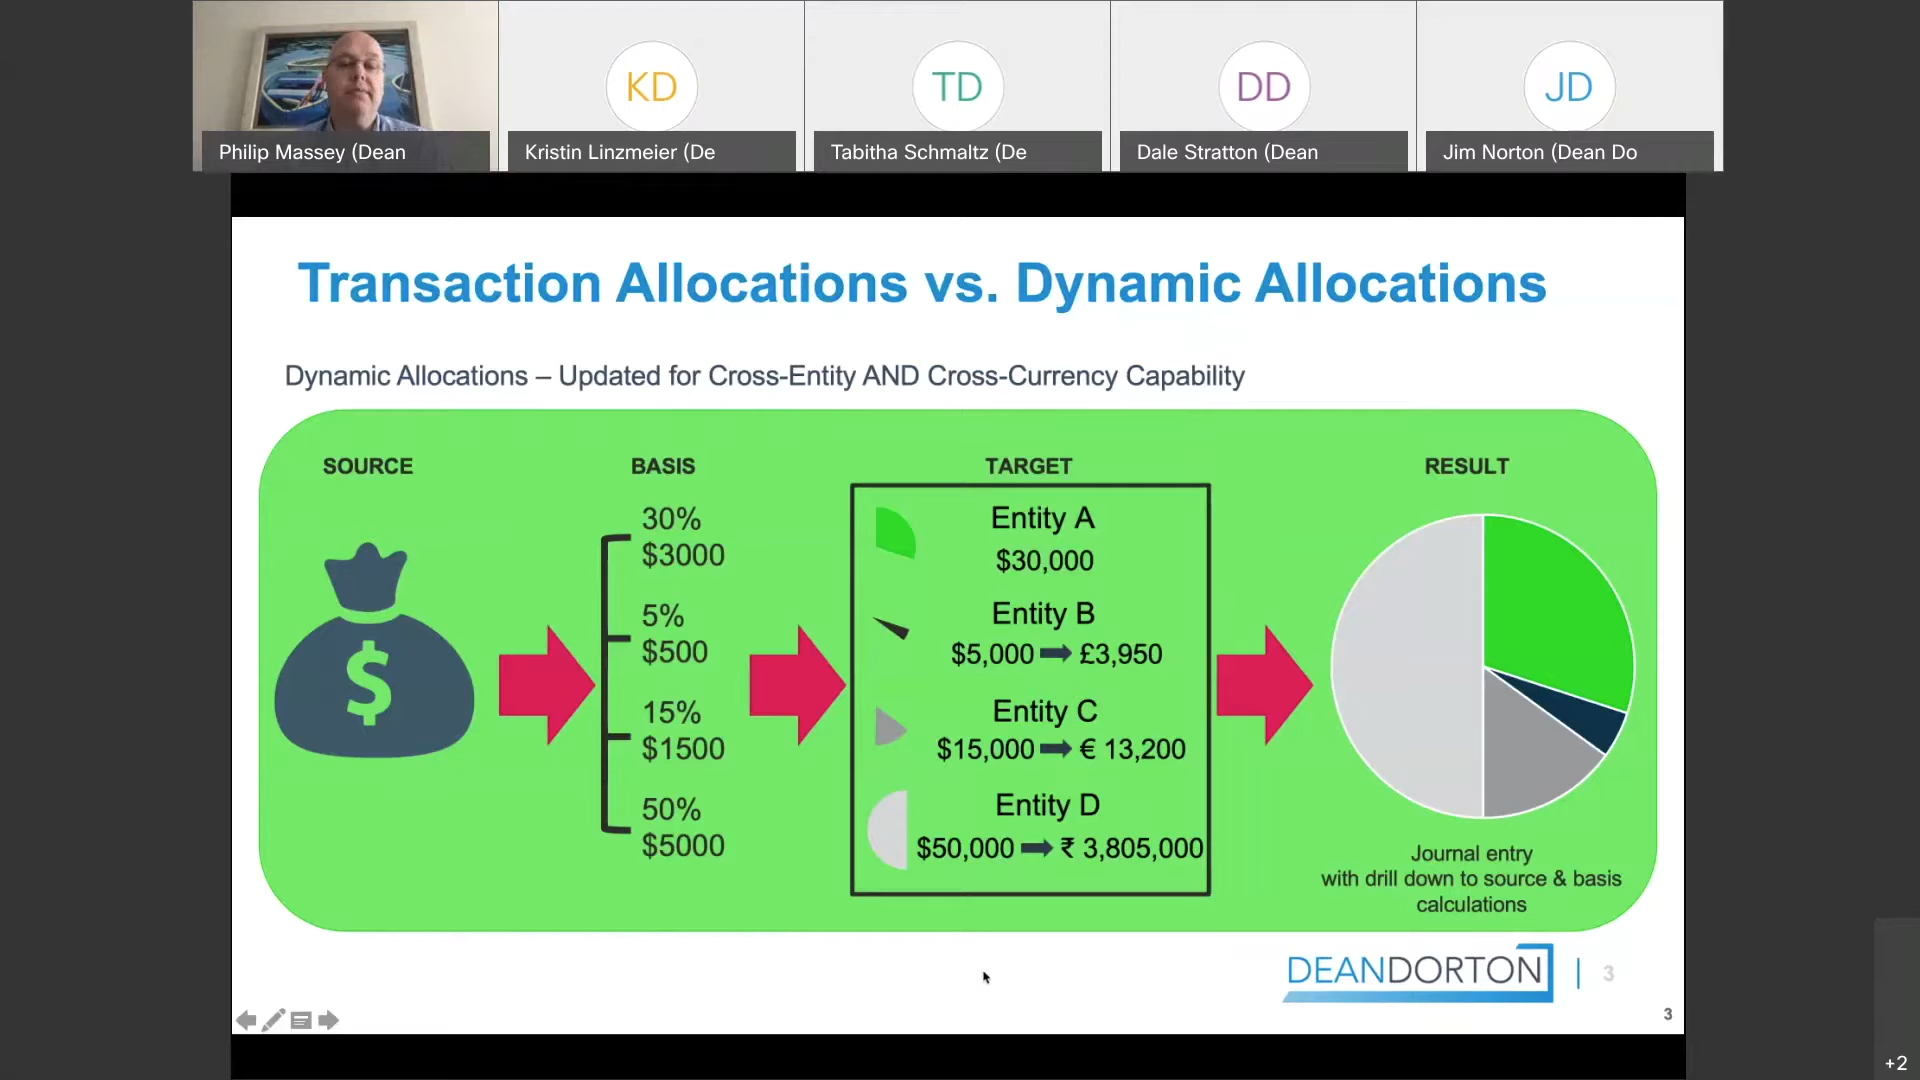 KD
TD
DD
JD
Philip Massey (Dean
Kristin Linzmeier (De
Tabitha Schmaltz (De
Dale Stratton (Dean
Jim Norton (Dean Do
Transaction Allocations vs. Dynamic Allocations
Dynamic Allocations – Updated for Cross-Entity AND Cross-Currency Capability
SOURCE
$
BASIS
30%
$3000
5%
$500
15%
$1500
50%
$5000
TARGET
Entity A
$30,000
Entity B
$5,000 ➡ £3,950
Entity C
$15,000 ➡ € 13,200
Entity D
$50,000 ➡ ₹ 3,805,000
RESULT
Journal entry
with drill down to source & basis
calculations
DEANDORTON | 3
3
+2